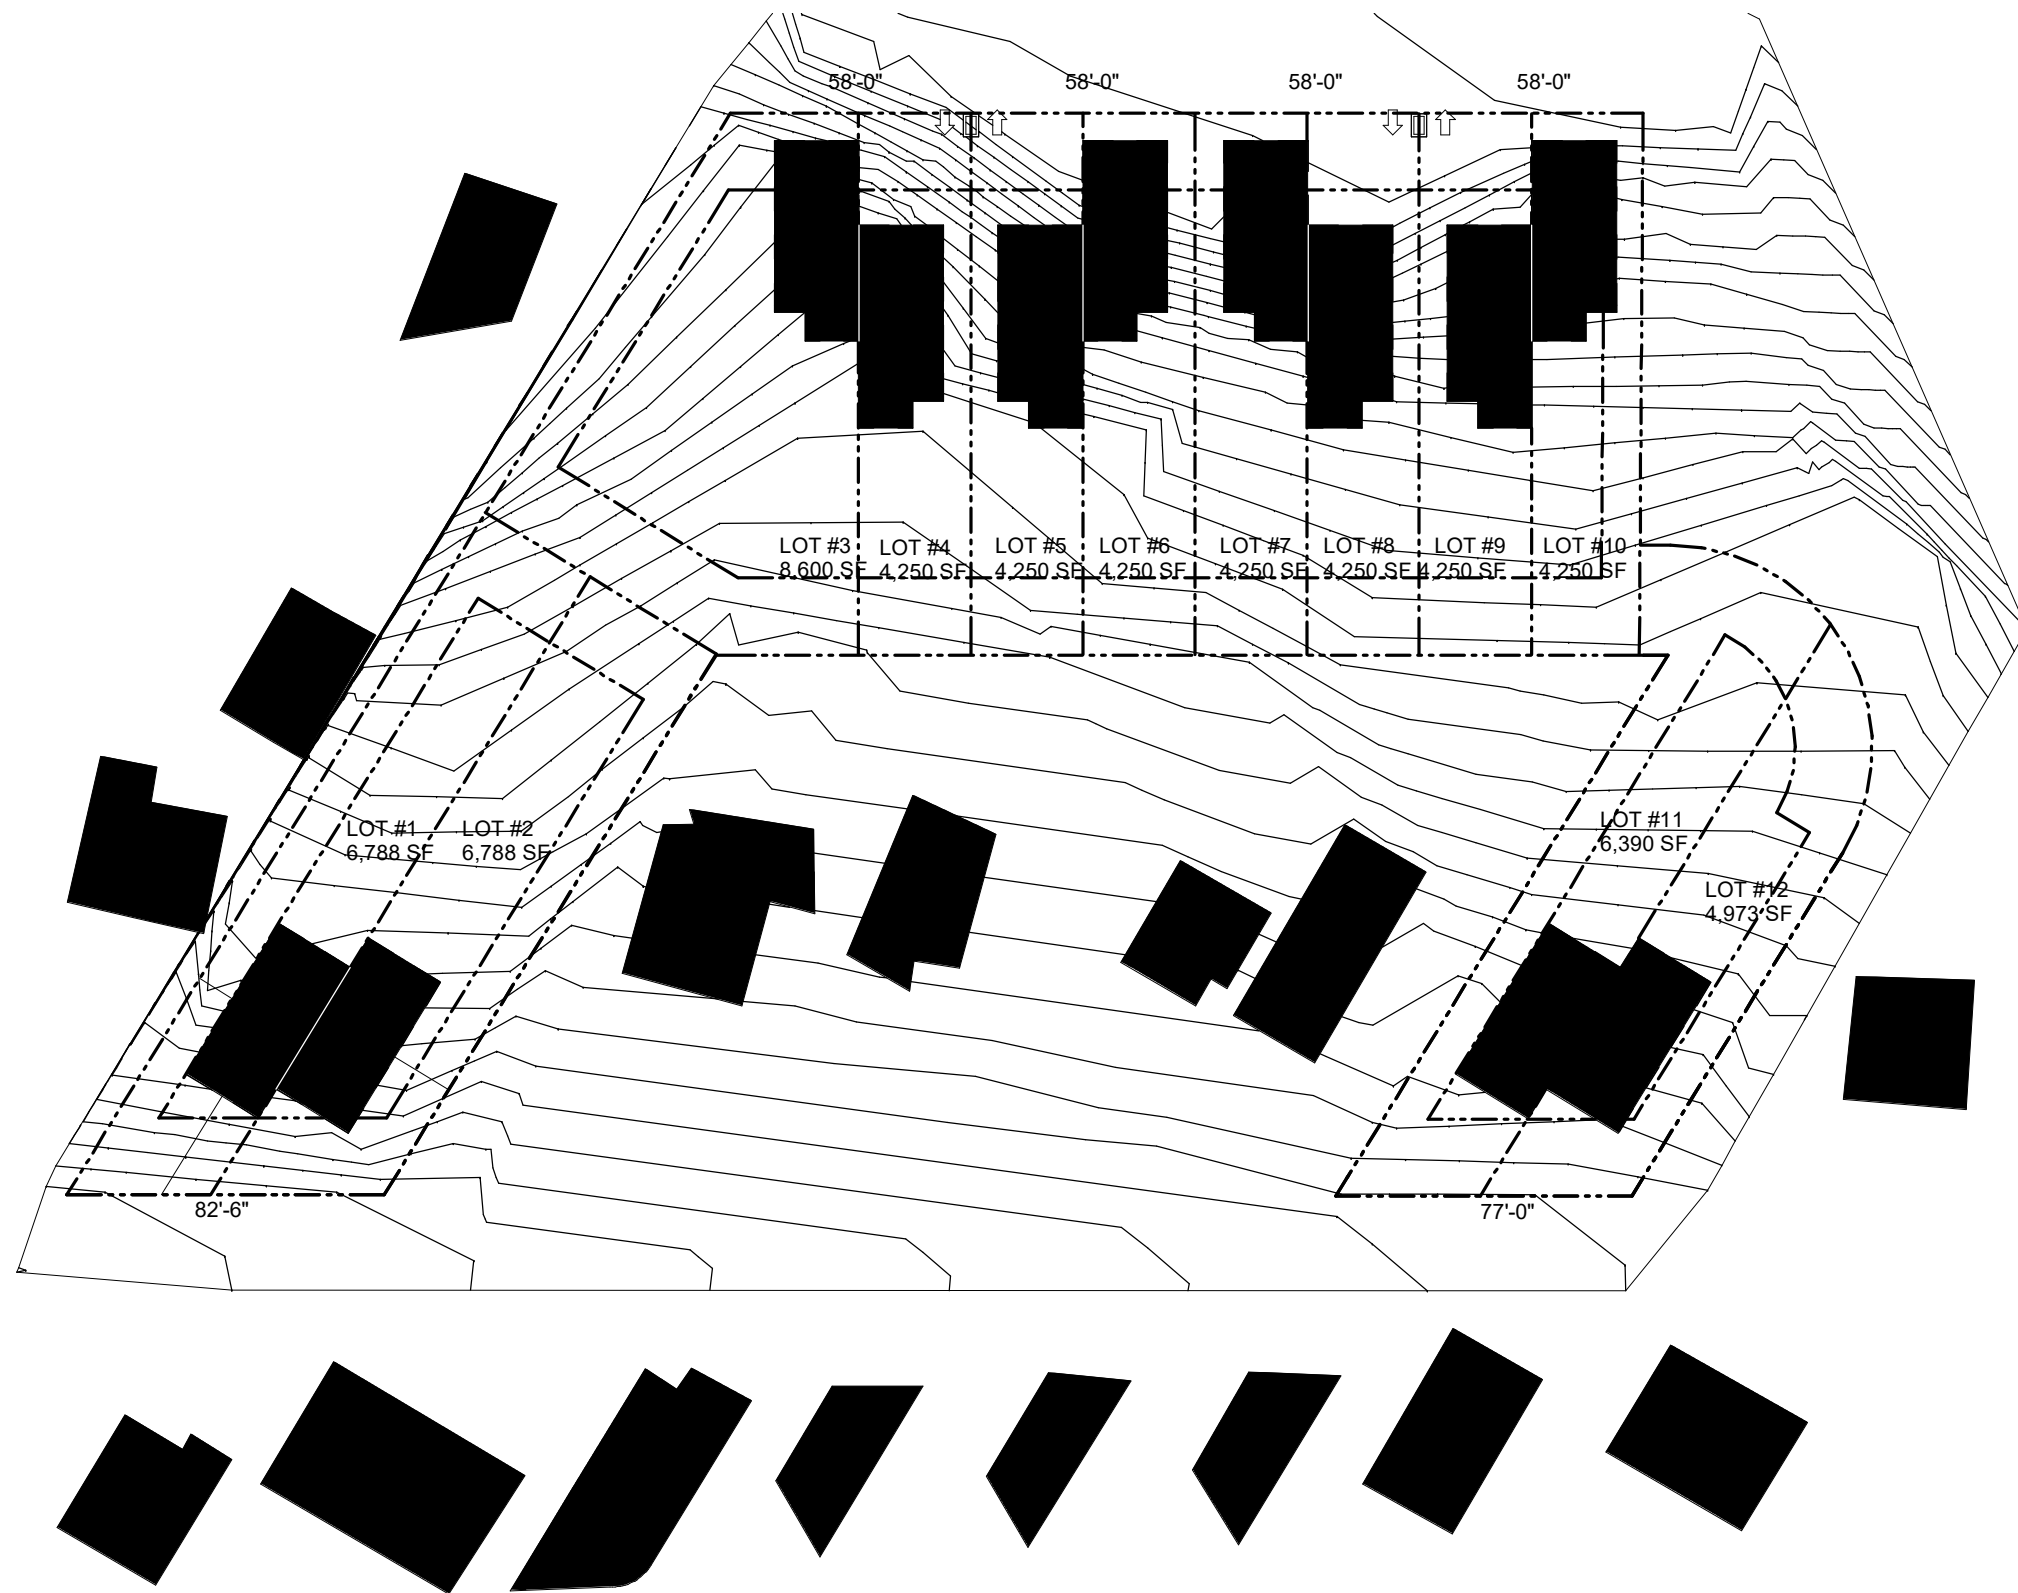 58'-0"
58'-0"
58'-0"
58'-0"
LOT #3
8,600 SF
LOT #4
4,250 SF
LOT #5
4,250 SF
LOT #6
4,250 SF
LOT #7
4,250 SF
LOT #8
4,250 SF
LOT #9
4,250 SF
LOT #10
4,250 SF
LOT #1
6,788 SF
LOT #2
6,788 SF
LOT #11
6,390 SF
LOT #12
4,973 SF
82'-6"
77'-0"